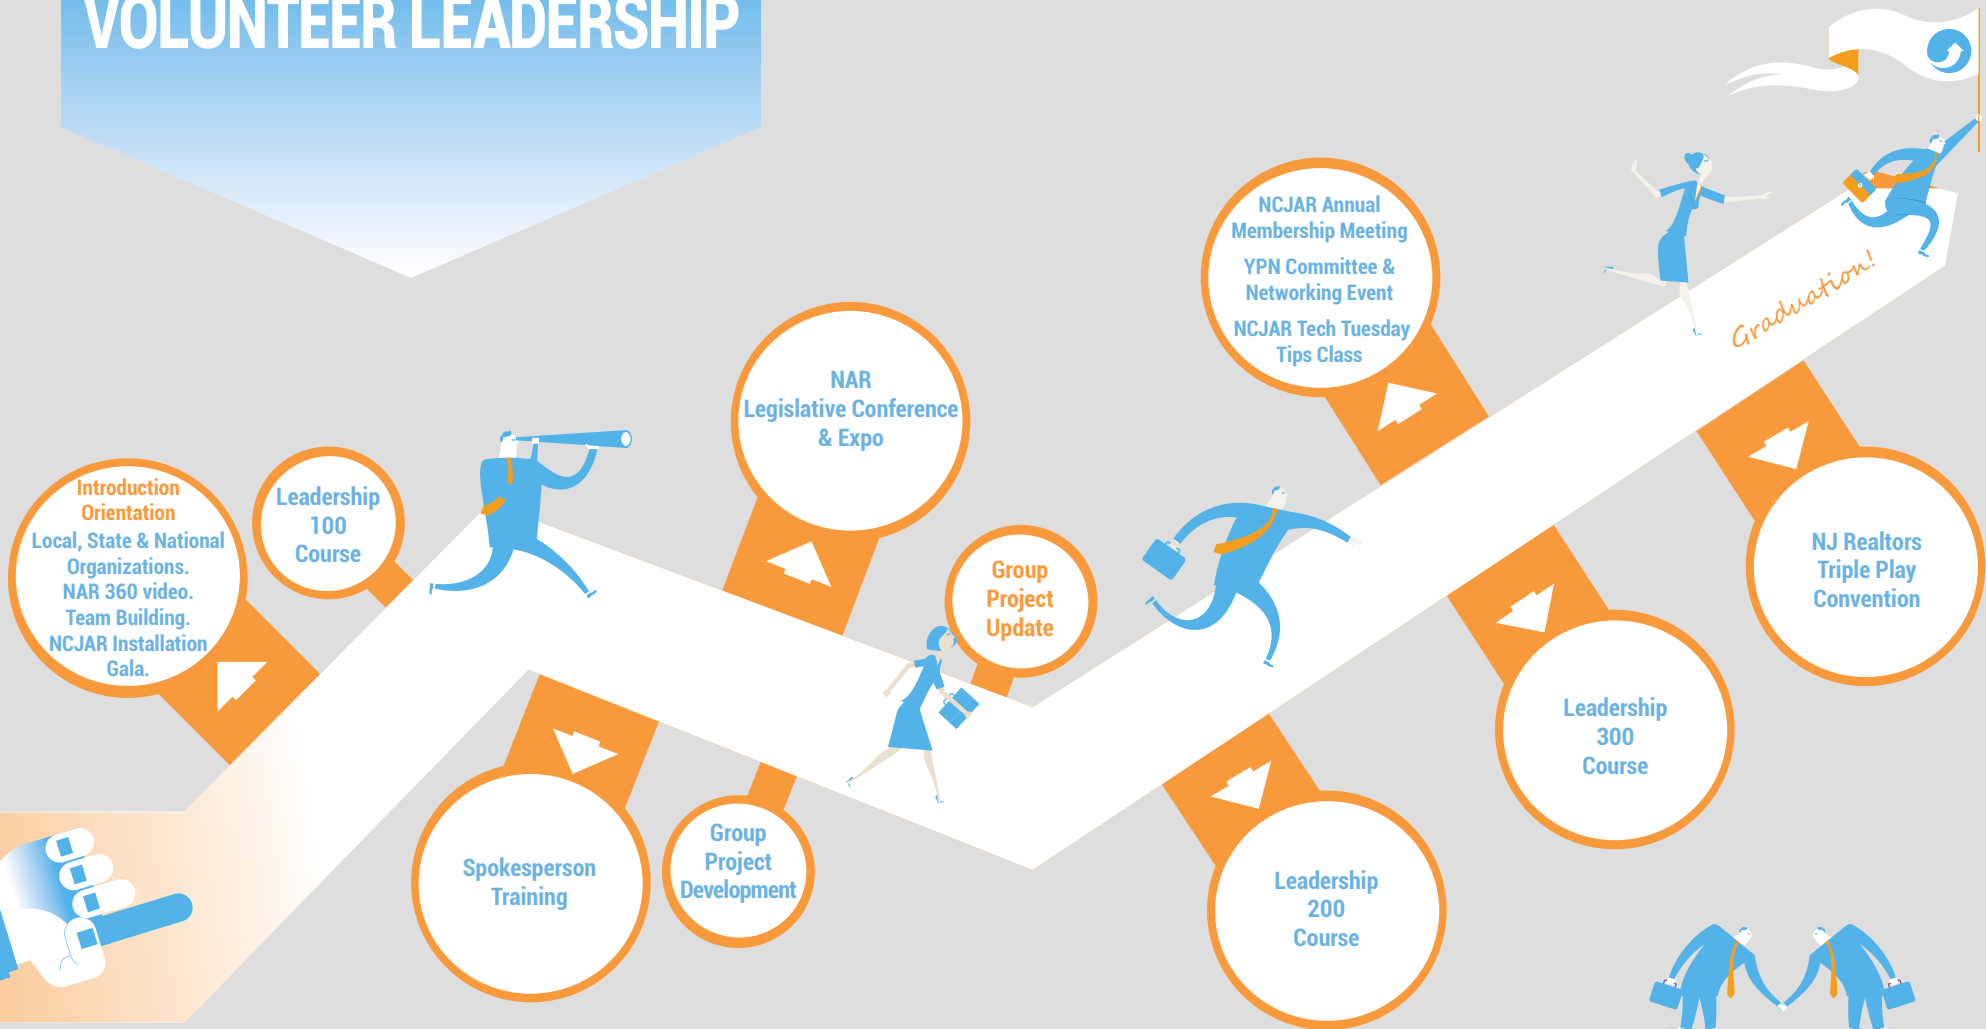 VOLUNTEER LEADERSHIP
Introduction
Orientation
Local, State & National
Organizations.
NAR 360 video.
Team Building.
NCJAR Installation
Gala.
Leadership
100
Course
Spokesperson
Training
Group
Project
Development
NAR
Legislative Conference
& Expo
Group
Project
Update
Leadership
200
Course
NCJAR Annual
Membership Meeting
YPN Committee &
Networking Event
NCJAR Tech Tuesday
Tips Class
Leadership
300
Course
NJ Realtors
Triple Play
Convention
Graduation!